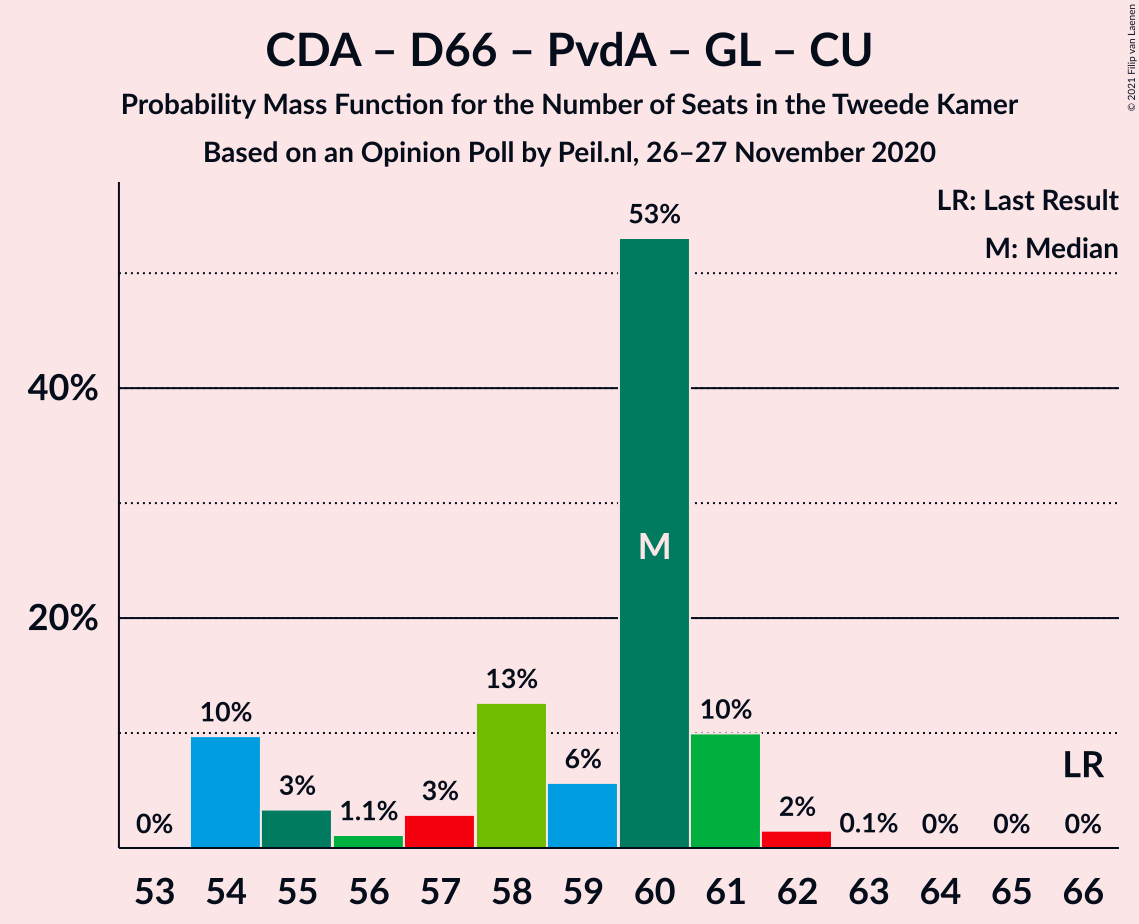 CDA – D66 – PvdA – GL – CU
Probability Mass Function for the Number of Seats in the Tweede Kamer
Based on an Opinion Poll by Peil.nl, 26–27 November 2020
© 2021 Filip van Laenen
LR: Last Result
M: Median
53%
40%
M
20%
13%
10%
10%
6%
LR
3%
3%
2%
1.1%
0%
0.1%
0%
0%
0%
53 54 55 56 57 58 59 60 61 62 63 64 65 66